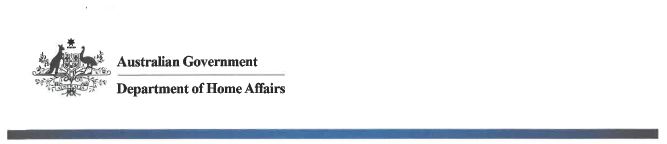 Australian Government
Department of Home Affairs